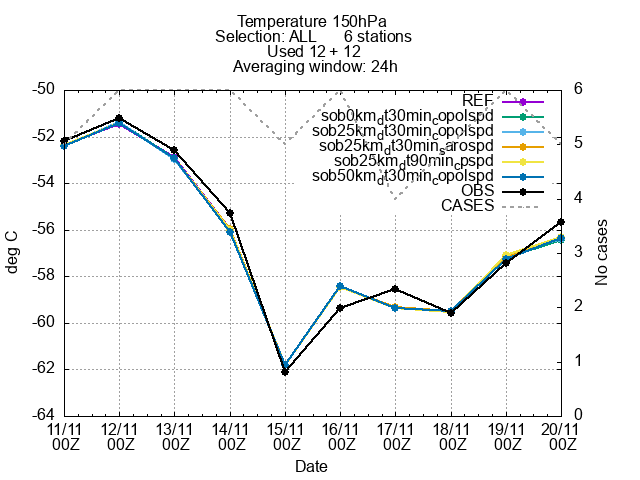 Temperature 150hPa
Selection: ALL 6 stations
Used 12 + 12
Averaging window: 24h
REF
sob0km_dt30min_copolspd
sob25km_dt30min_copolspd
sob25km_dt30min_sarospd
sob25km_dt90min_cpspd
sob50km_dt30min_copolspd
OBS
CASES
-50
-52
-54
-56
-58
-60
-62
-64
6
5
4
3
2
1
0
deg C
No cases
11/11 12/11 13/11 14/11 15/11 16/11 17/11 18/11 19/11 20/11
00Z 00Z 00Z 00Z 00Z 00Z 00Z 00Z 00Z 00Z
Date